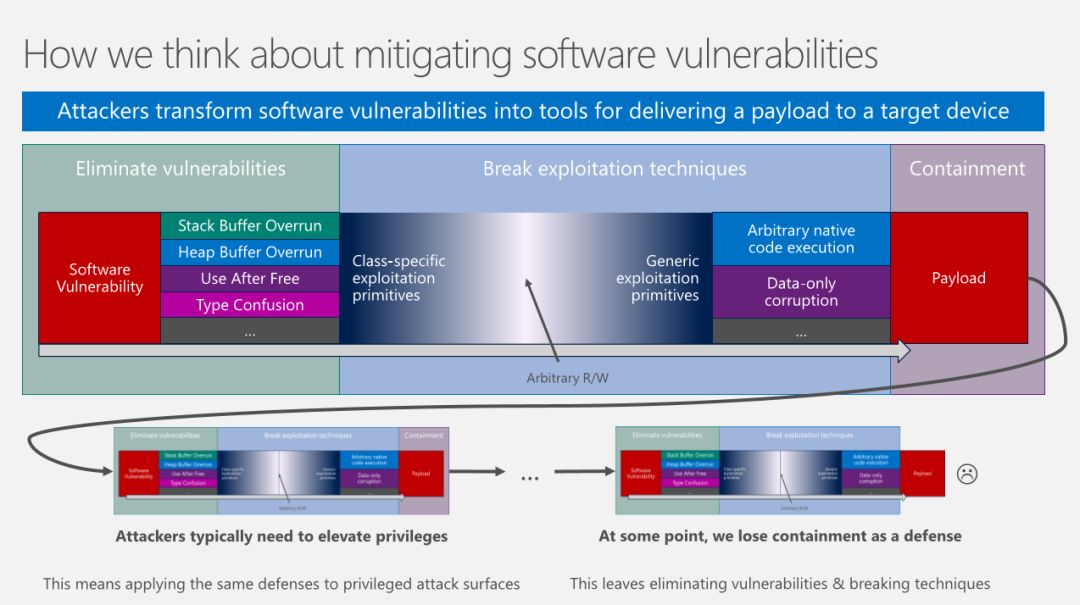 How we think about mitigating software vulnerabilities
Attackers transform software vulnerabilities into tools for delivering a payload to a target device
Eliminate vulnerabilities
Break exploitation techniques
Containment
Software
Vulnerability
Stack Buffer Overrun
Heap Buffer Overrun
Use After Free
Type Confusion
...
Class-specific
exploitation
primitives
Generic
exploitation
primitives
Arbitrary native
code execution
Data-only
corruption
...
Payload
Arbitrary R/W
Eliminate vulnerabilities
Break exploitation techniques
Containment
Software
Vulnerability
Stack Buffer Overrun
Heap Buffer Overrun
Use After Free
Type Confusion
...
Class-specific
exploitation
primitives
Generic
exploitation
primitives
Arbitrary native
code execution
Data-only
corruption
...
Payload
Arbitrary R/W
...
Eliminate vulnerabilities
Break exploitation techniques
Software
Vulnerability
Stack Buffer Overrun
Heap Buffer Overrun
Use After Free
Type Confusion
...
Class-specific
exploitation
primitives
Generic
exploitation
primitives
Arbitrary native
code execution
Data-only
corruption
...
Payload
Arbitrary R/W
Attackers typically need to elevate privileges
At some point, we lose containment as a defense
This means applying the same defenses to privileged attack surfaces
This leaves eliminating vulnerabilities & breaking techniques